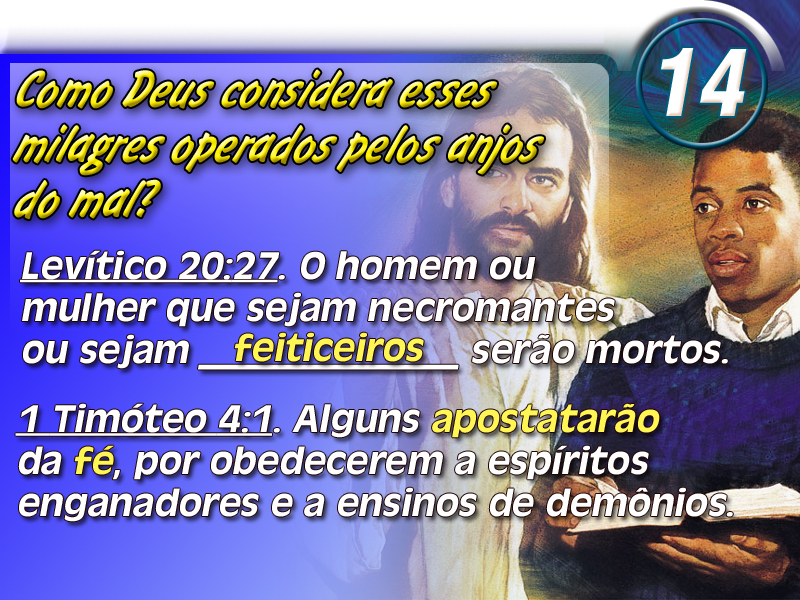 14
Como Deus considera esses
milagres operados pelos anjos
do mal?
Levítico 20:27. O homem ou
mulher que sejam necromantes
ou sejam feiticeiros serão mortos.
1 Timóteo 4:1. Alguns apostatarão
da fé, por obedecerem a espíritos
enganadores e a ensinos de demônios.